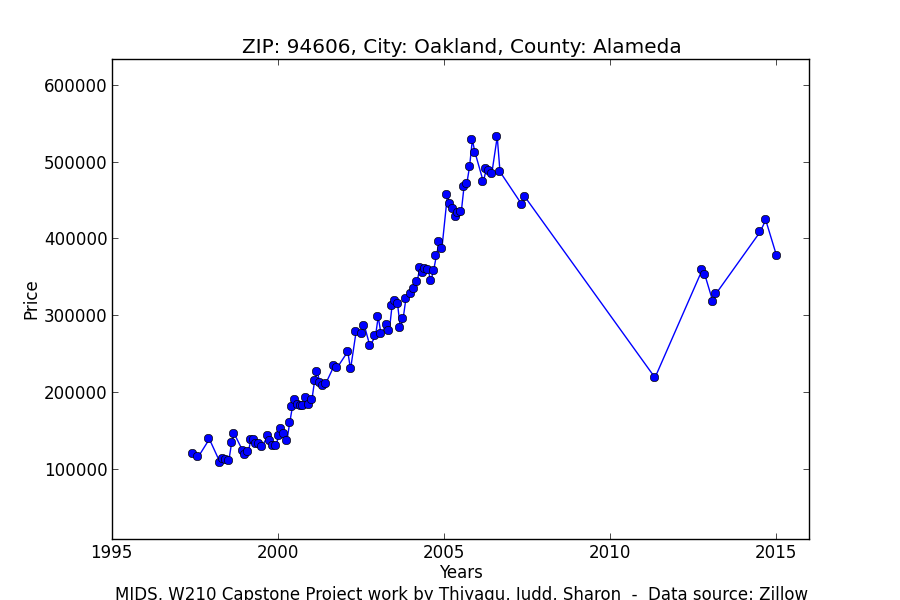 ZIP: 94606, City: Oakland, County: Alameda
600000
500000
400000
300000
200000
100000
Price
1995 2000 2005 2010 2015
Years
MIDS, W210 Capstone Project work by Thiyagu, Judd, Sharon - Data source: Zillow